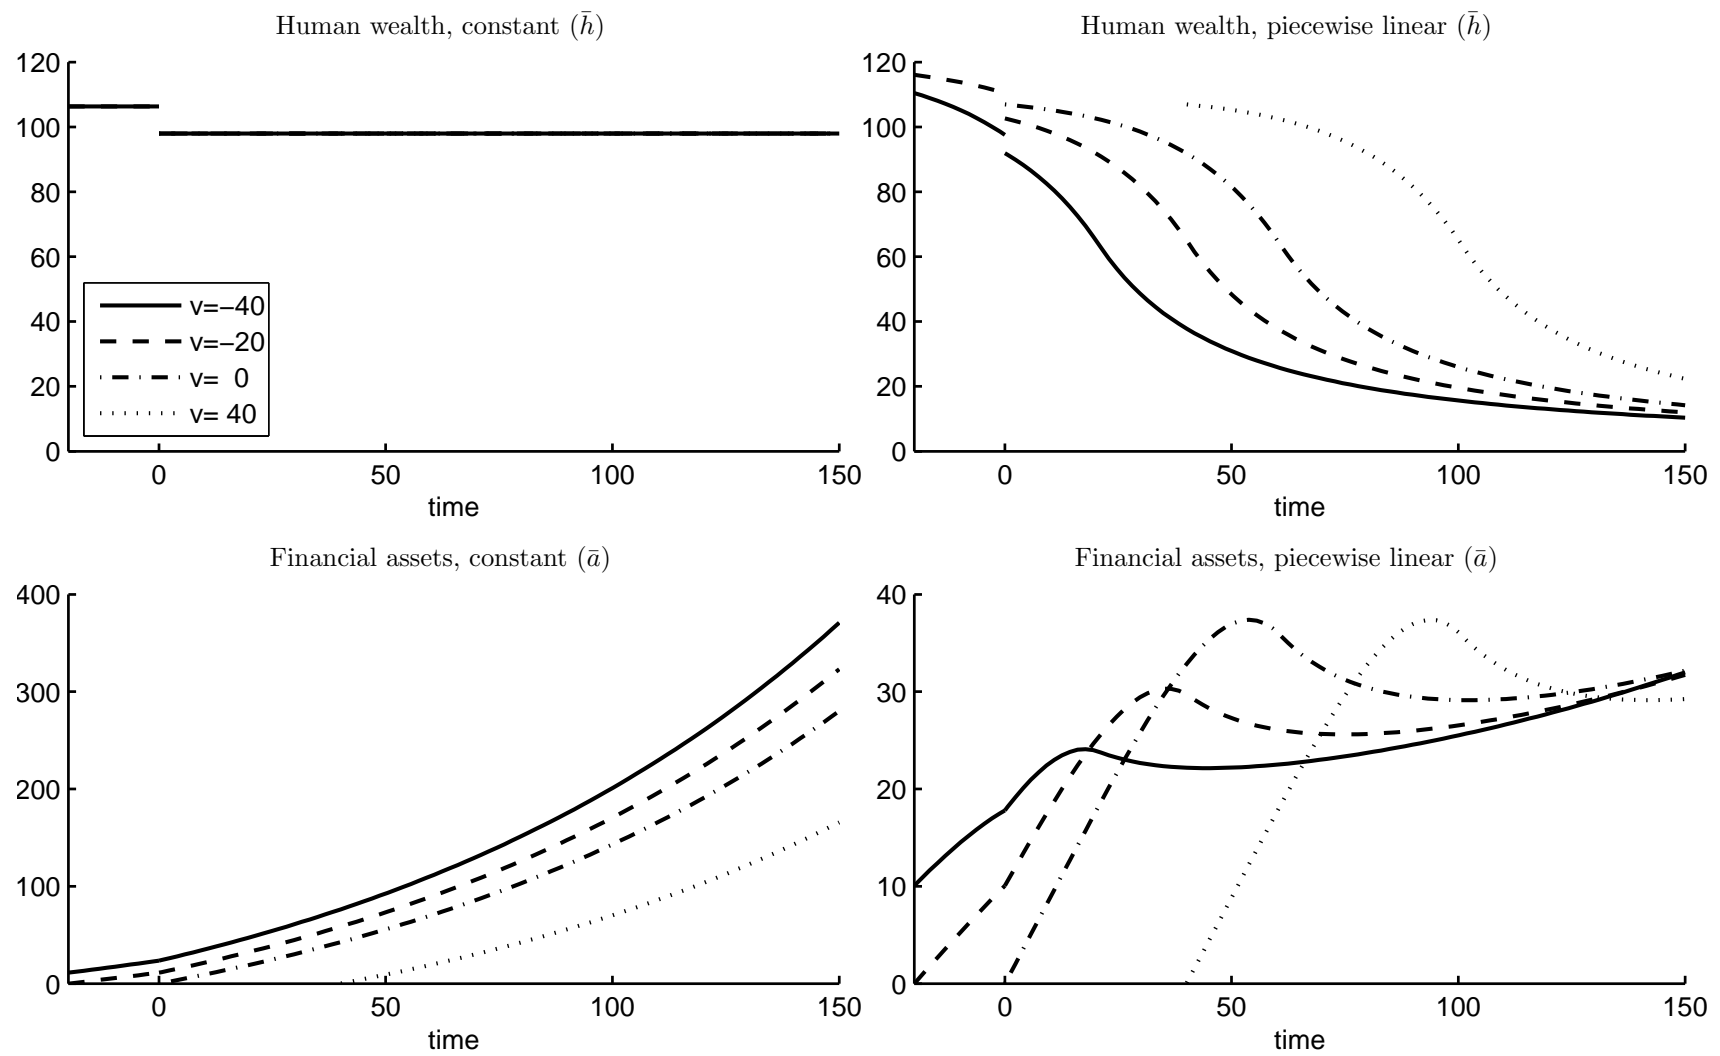 Human wealth, constant (h̄)
120
100
80
60
40
20
0
v=−40
v=−20
v= 0
v= 40
0 50 100 150
time
Human wealth, piecewise linear (h̄)
120
100
80
60
40
20
0
0 50 100 150
time
Financial assets, constant (ā)
400
300
200
100
0
0 50 100 150
time
Financial assets, piecewise linear (ā)
40
30
20
10
0
0 50 100 150
time